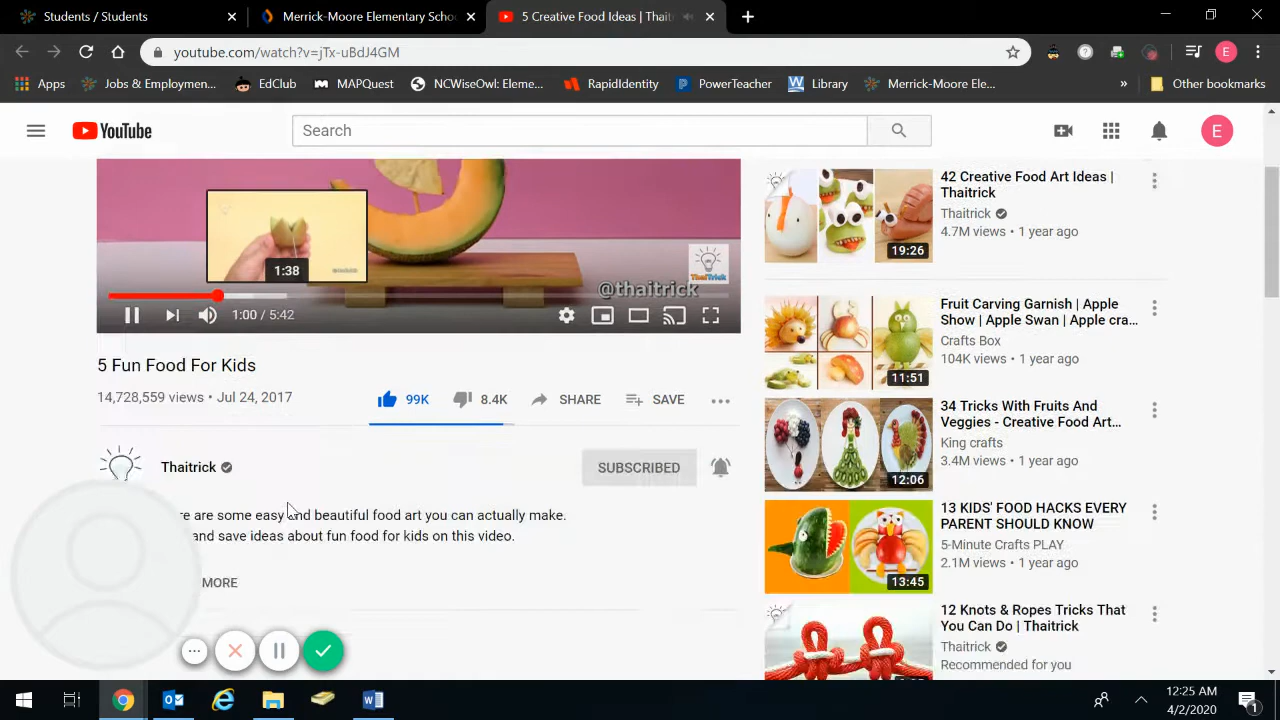 Students / Students
Merrick-Moore Elementary Scho
5 Creative Food Ideas | Thait
youtube.com/watch?v=jTx-uBdJ4GM
E
Apps
Jobs & Employmen...
EdClub
MAPQuest
NCWiseOwl: Eleme...
RapidIdentity
PowerTeacher
Library
Merrick-Moore Ele...
»
Other bookmarks
YouTube
Search
E
1:38
ThaiTrick
@thaitrick
1:00 / 5:42
5 Fun Food For Kids
14,728,559 views • Jul 24, 2017
99K
8.4K
SHARE
SAVE
Thaitrick
SUBSCRIBED
re are some easy and beautiful food art you can actually make.
and save ideas about fun food for kids on this video.
MORE
42 Creative Food Art Ideas |
Thaitrick
Thaitrick
4.7M views • 1 year ago
19:26
Fruit Carving Garnish | Apple
Show | Apple Swan | Apple cra...
Crafts Box
104K views • 1 year ago
11:51
34 Tricks With Fruits And
Veggies - Creative Food Art...
King crafts
3.4M views • 1 year ago
12:06
13 KIDS' FOOD HACKS EVERY
PARENT SHOULD KNOW
5-Minute Crafts PLAY
2.1M views • 1 year ago
13:45
12 Knots & Ropes Tricks That
You Can Do | Thaitrick
Thaitrick
Recommended for you
12:25 AM
4/2/2020
1